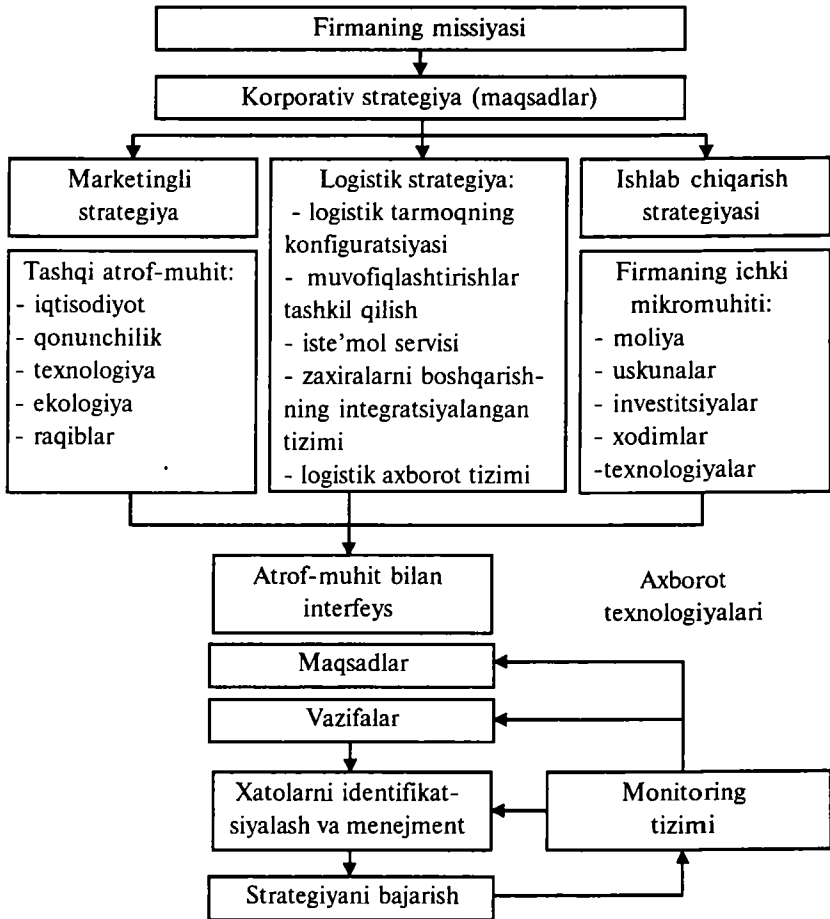 Firmaning missiyasi
Korporativ strategiya (maqsadlar)
Marketingli
strategiya
Logistik strategiya:
- logistik tarmoqning
konfiguratsiyasi
- muvofiqlashtirishlar
tashkil qilish
- iste'mol servisi
- zaxiralarni boshqarish-
ning integratsiyalangan
tizimi
- logistik axborot tizimi
Ishlab chiqarish
strategiyasi
Tashqi atrof-muhit:
- iqtisodiyot
- qonunchilik
- texnologiya
- ekologiya
- raqiblar
Firmaning ichki
mikromuhiti:
- moliya
- uskunalar
- investitsiyalar
- xodimlar
-texnologiyalar
Atrof-muhit bilan
interfeys
Axborot
texnologiyalari
Maqsadlar
Vazifalar
Xatolarni identifikat-
siyalash va menejment
Monitoring
tizimi
Strategiyani bajarish